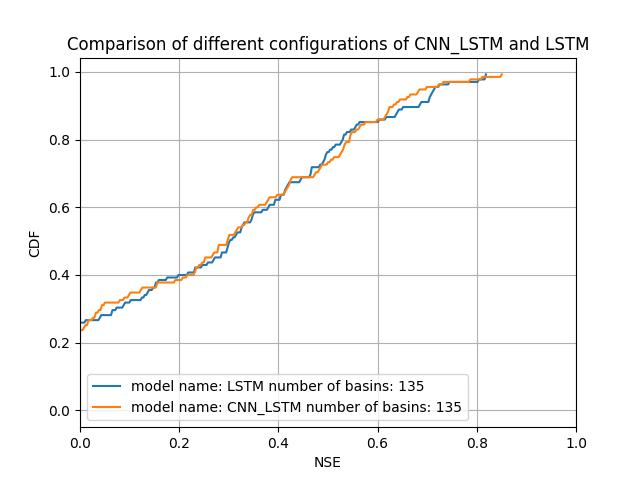 Comparison of different configurations of CNN_LSTM and LSTM
1.0
0.8
0.6
0.4
0.2
0.0
CDF
model name: LSTM number of basins: 135
model name: CNN_LSTM number of basins: 135
0.0 0.2 0.4 0.6 0.8 1.0
NSE